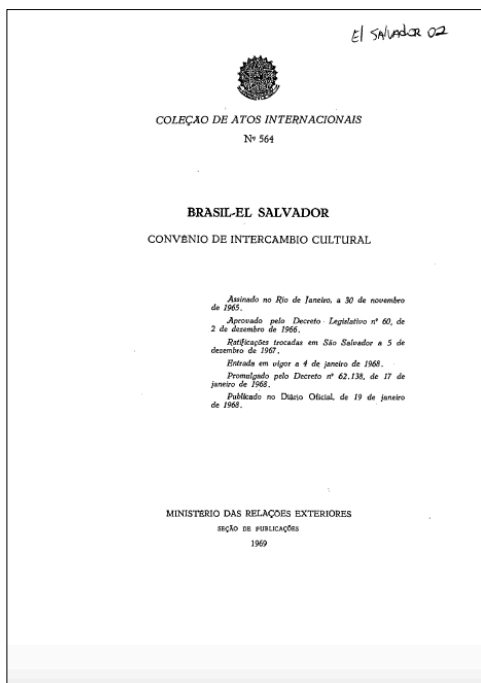 El SAlVADOR 02
COLEÇÃO DE ATOS INTERNACIONAIS
Nº 564
BRASIL-EL SALVADOR
CONVÊNIO DE INTERCAMBIO CULTURAL
Assinado no Rio de Janeiro, a 30 de novembro
de 1965.
Aprovado pelo Decreto Legislativo nº 60, de
2 de dezembro de 1966.
Ratificações trocadas em São Salvador a 5 de
dezembro de 1967.
Entrada em vigor a 4 de janeiro de 1968.
Promulgado pelo Decreto nº 62.138, de 17 de
janeiro de 1968.
Publicado no Diário Oficial, de 19 de janeiro
de 1968.
MINISTÉRIO DAS RELAÇÕES EXTERIORES
SEÇÃO DE PUBLICAÇÕES
1969